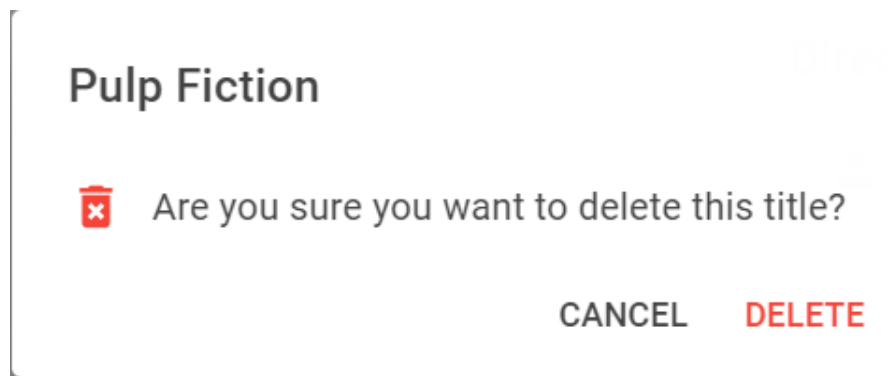 Pulp Fiction
Are you sure you want to delete this title?
CANCEL DELETE